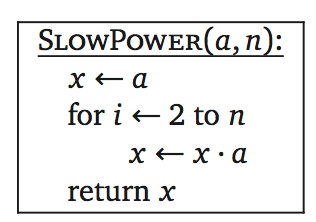 SLOWPOWER(a, n):
x ← a
for i ← 2 to n
x ← x · a
return x